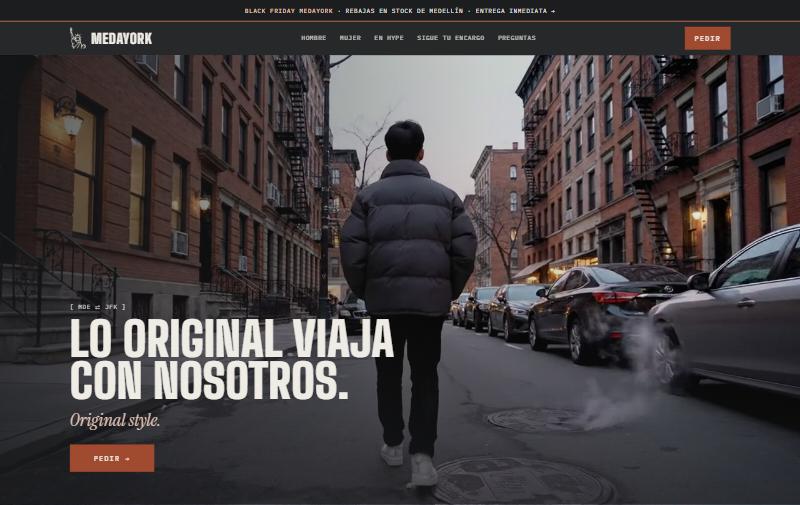 BLACK FRIDAY MEDAYORK · REBAJAS EN STOCK DE MEDELLÍN · ENTREGA INMEDIATA →
MEDAYORK
HOMBRE MUJER EN HYPE SIGUE TU ENCARGO PREGUNTAS
PEDIR
[ MDE ⇄ JFK ]
LO ORIGINAL VIAJA
CON NOSOTROS.
Original style.
PEDIR →